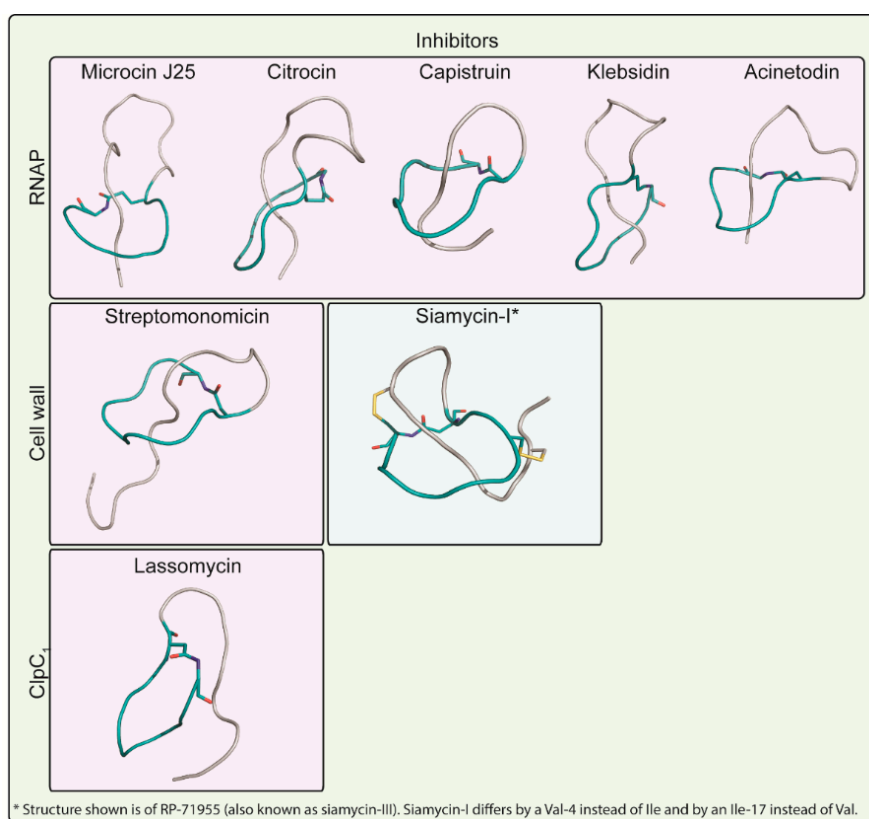 Inhibitors
Microcin J25
Citrocin
Capistruin
Klebsidin
Acinetodin
RNAP
Streptomonomicin
Siamycin-I*
Cell wall
Lassomycin
ClpC1
* Structure shown is of RP-71955 (also known as siamycin-III). Siamycin-I differs by a Val-4 instead of Ile and by an Ile-17 instead of Val.